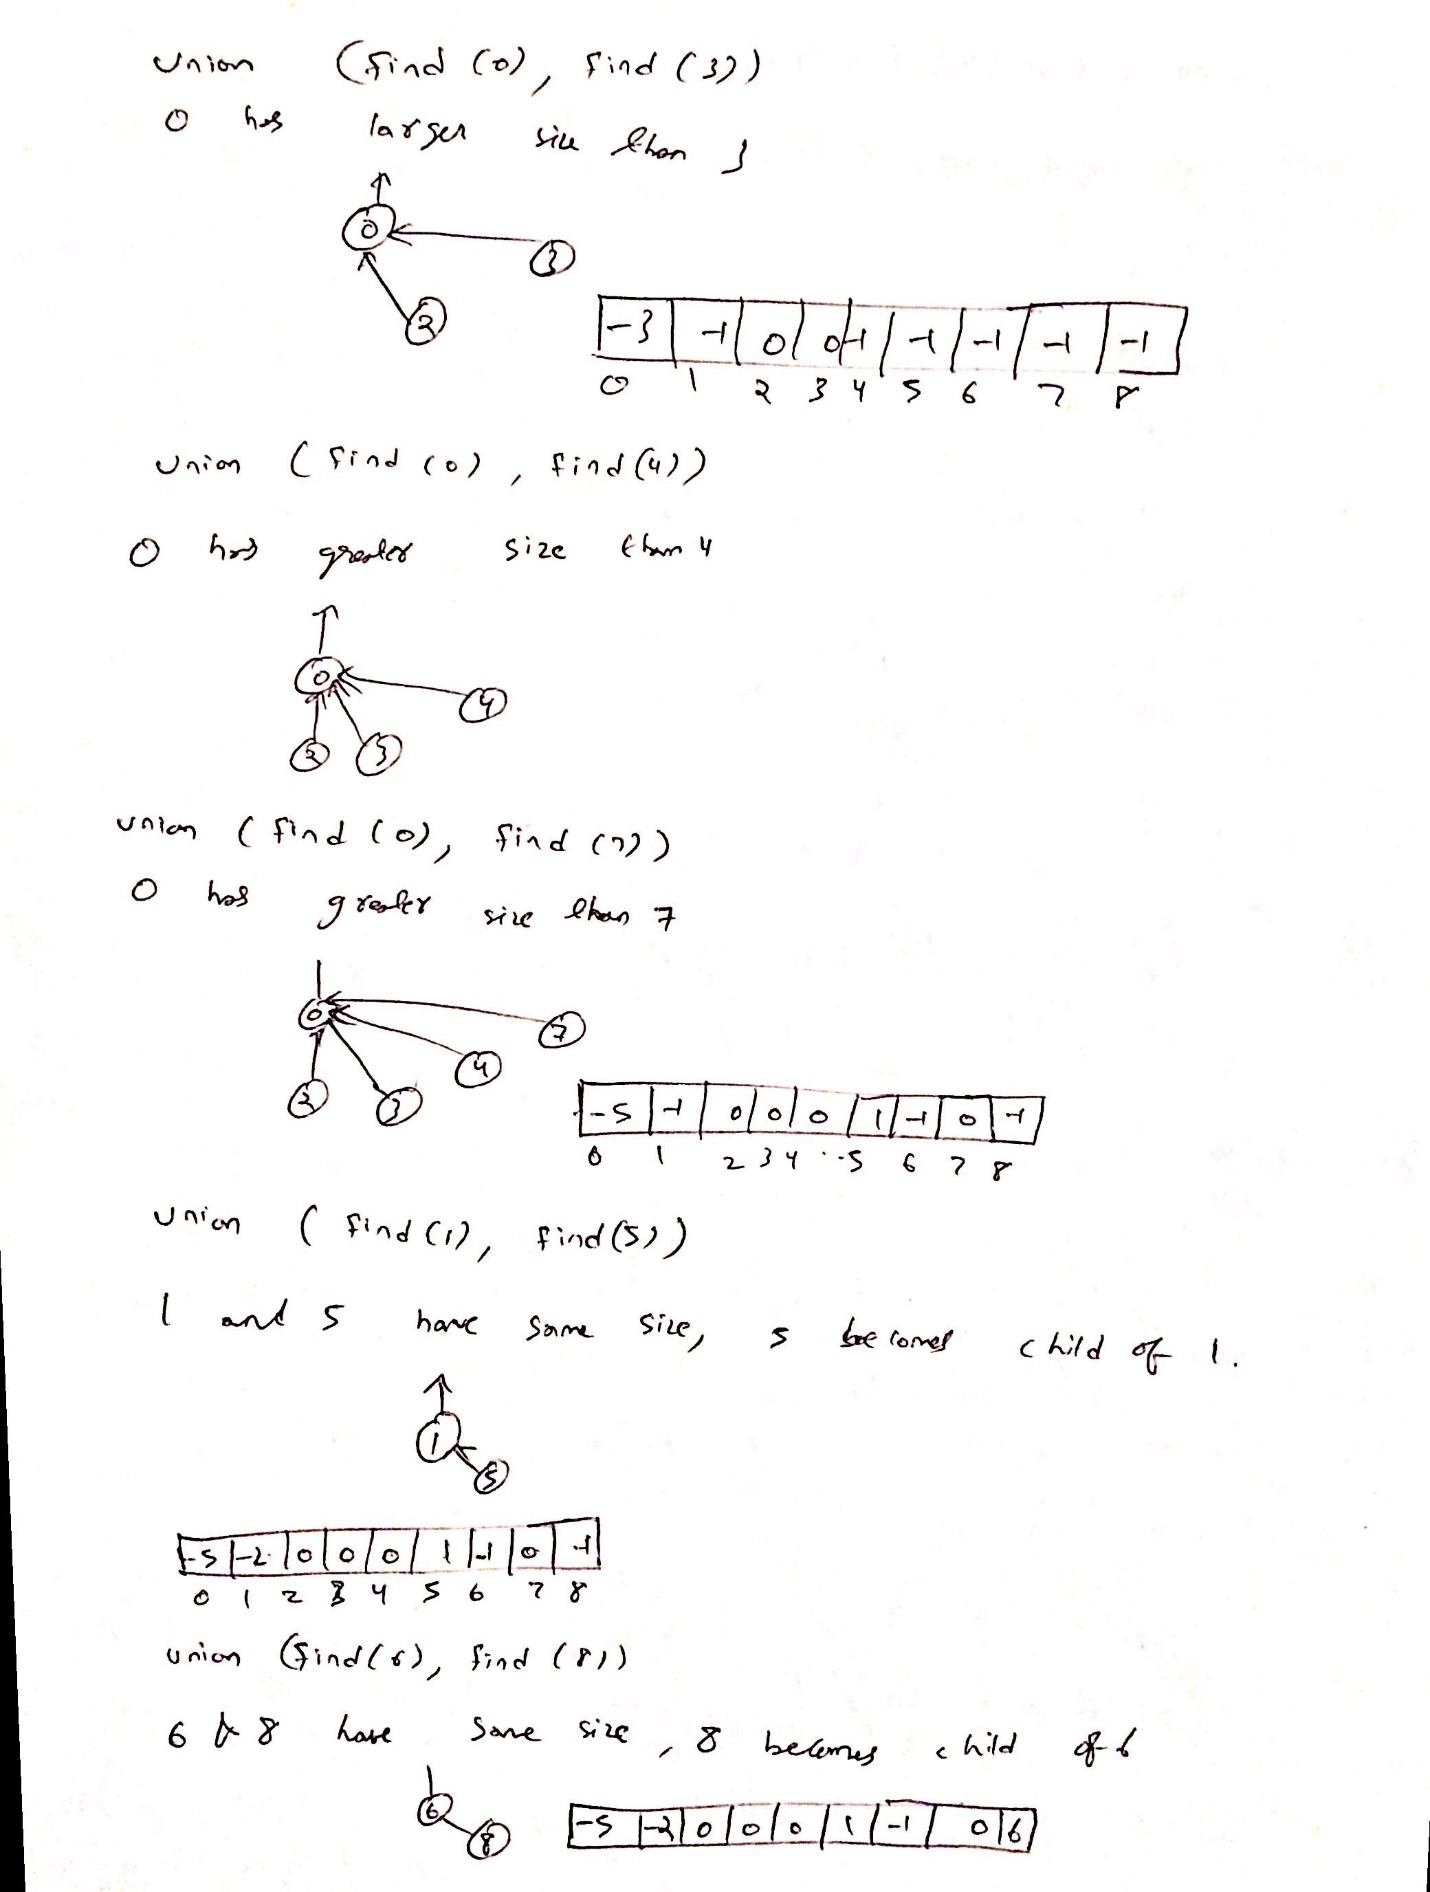 Union (find (0), find (3))
0 has larger size than 3
0
3
2
-3 | -1 | 0 | 0 | -1 | -1 | -1 | -1 | -1
0 1 2 3 4 5 6 7 8
Union (find (0), find (4))
0 has greater size than 4
0
4
2 3
Union (find (0), find (7))
0 has greater size than 7
0
7
4
2 3
-5 | -1 | 0 | 0 | 0 | 1 | -1 | 0 | -1
0 1 2 3 4 5 6 7 8
Union (find (1), find (5))
1 and 5 have same size, 5 becomes child of 1.
1
5
-5 | -2 | 0 | 0 | 0 | 1 | -1 | 0 | -1
0 1 2 3 4 5 6 7 8
Union (find (6), find (8))
6 & 8 have same size, 8 becomes child of 6
6
8
-5 | -2 | 0 | 0 | 0 | 1 | -1 | 0 | 6